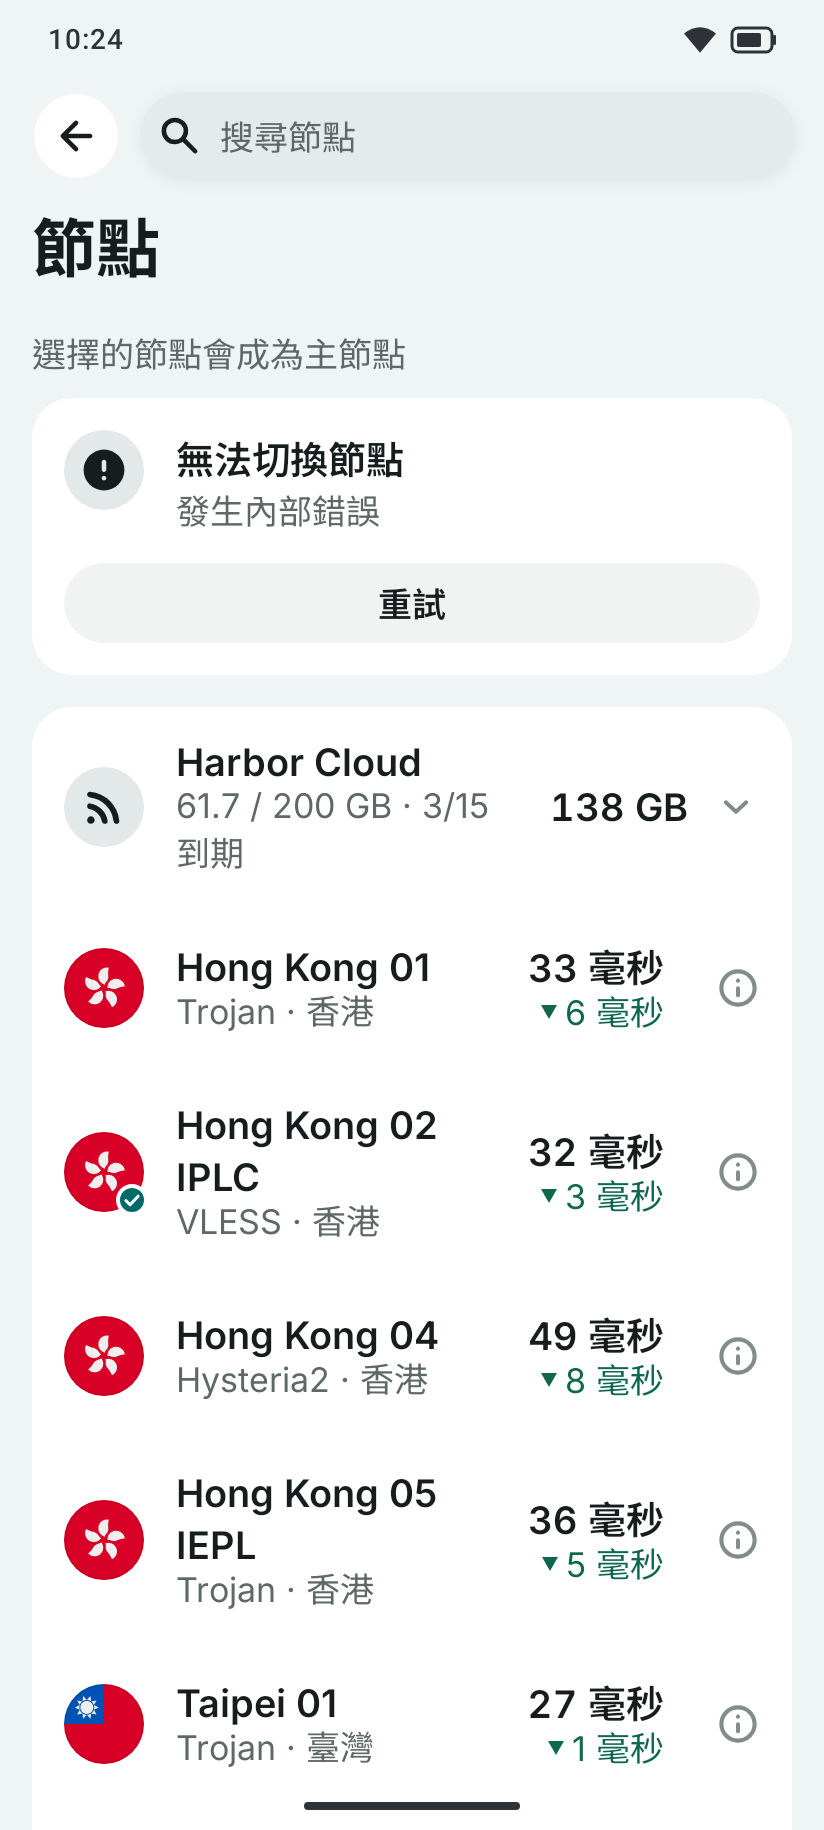 10:24
搜尋節點
節點
選擇的節點會成為主節點
無法切換節點
發生內部錯誤
重試
Harbor Cloud
61.7 / 200 GB · 3/15
到期
138 GB
Hong Kong 01
Trojan · 香港
33 毫秒
▼6 毫秒
Hong Kong 02
IPLC
VLESS · 香港
32 毫秒
▼3 毫秒
Hong Kong 04
Hysteria2 · 香港
49 毫秒
▼8 毫秒
Hong Kong 05
IEPL
Trojan · 香港
36 毫秒
▼5 毫秒
Taipei 01
Trojan · 臺灣
27 毫秒
▼1 毫秒